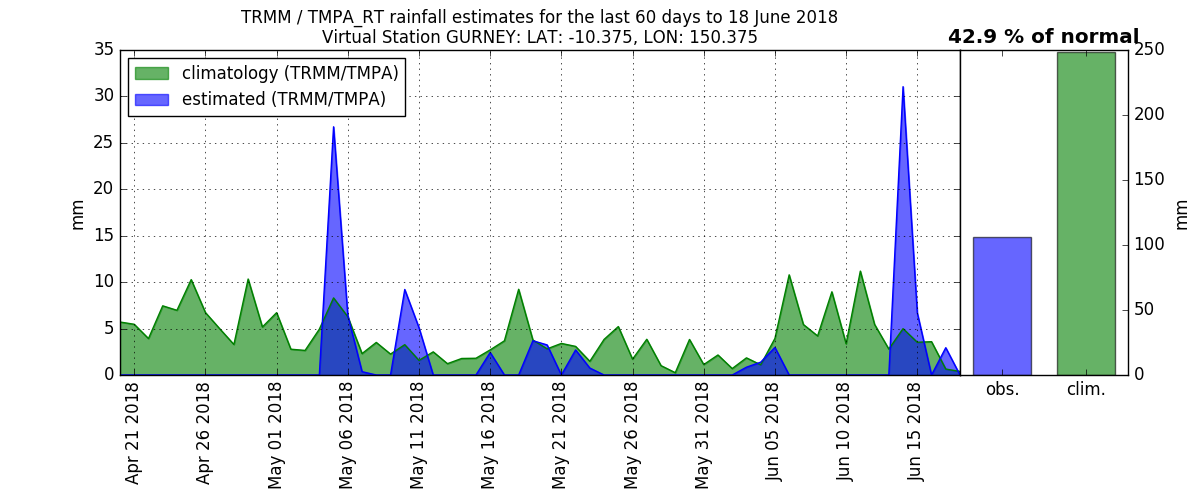 TRMM / TMPA_RT rainfall estimates for the last 60 days to 18 June 2018
Virtual Station GURNEY: LAT: -10.375, LON: 150.375
42.9 % of normal
climatology (TRMM/TMPA)
estimated (TRMM/TMPA)
35
30
25
20
15
10
5
0
mm
Apr 21 2018
Apr 26 2018
May 01 2018
May 06 2018
May 11 2018
May 16 2018
May 21 2018
May 26 2018
May 31 2018
Jun 05 2018
Jun 10 2018
Jun 15 2018
obs.
clim.
250
200
150
100
50
0
mm